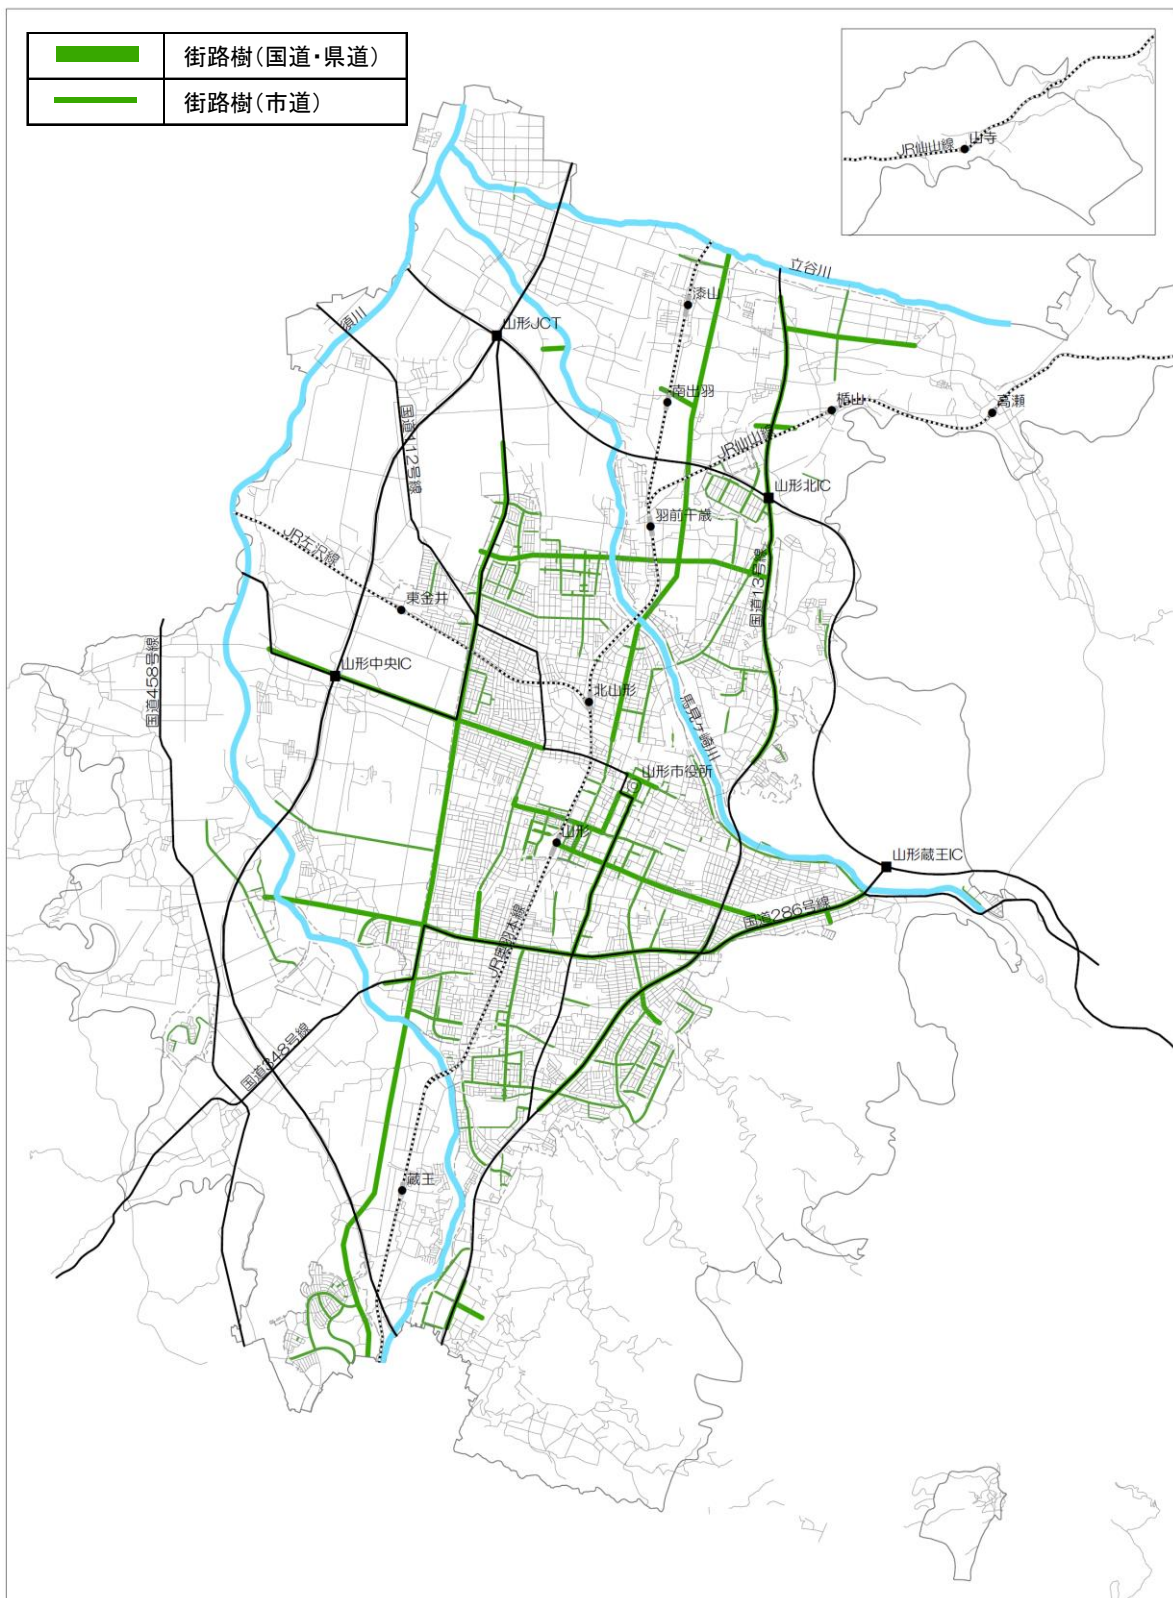 街路樹(国道・県道)
街路樹(市道)
JR仙山線
山寺
立谷川
漆山
須川
山形JCT
南出羽
楯山
高瀬
国道112号線
JR仙山線
山形北IC
羽前千歳
JR左沢線
国道13号線
東金井
国道458号線
山形中央IC
北山形
馬見ヶ崎川
山形市役所
山形
山形蔵王IC
国道286号線
JR奥羽本線
国道348号線
蔵王